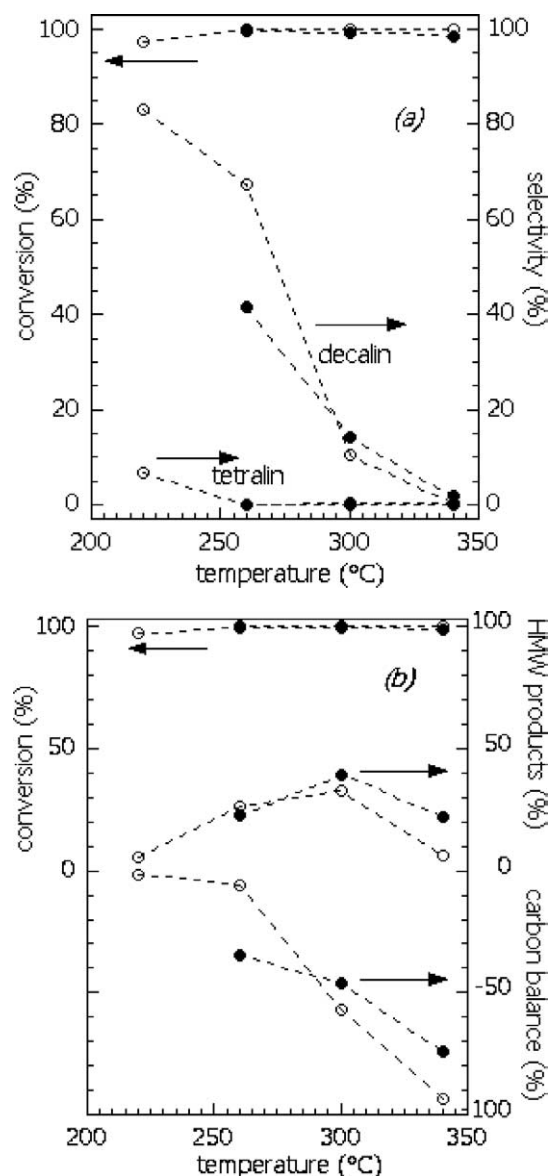 100
80
60
40
20
0
conversion (%)
(a)
100
80
60
40
20
0
selectivity (%)
decalin
tetralin
200
250
300
350
temperature (°C)
100
50
0
conversion (%)
(b)
100
50
0
-50
100
HMW products (%)
carbon balance (%)
200
250
300
350
temperature (°C)